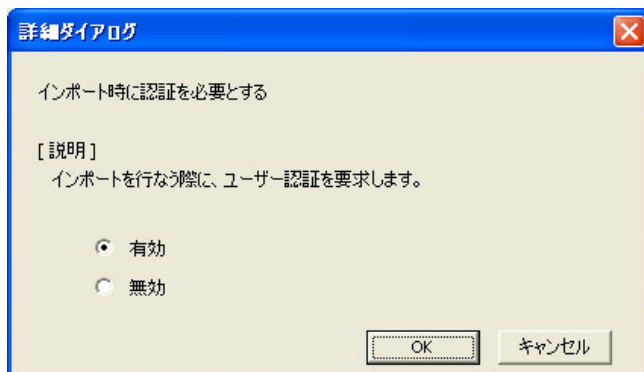 詳細ダイアログ
インポート時に認証を必要とする
[説明]
インポートを行なう際に、ユーザー認証を要求します。
有効
無効
OK
キャンセル